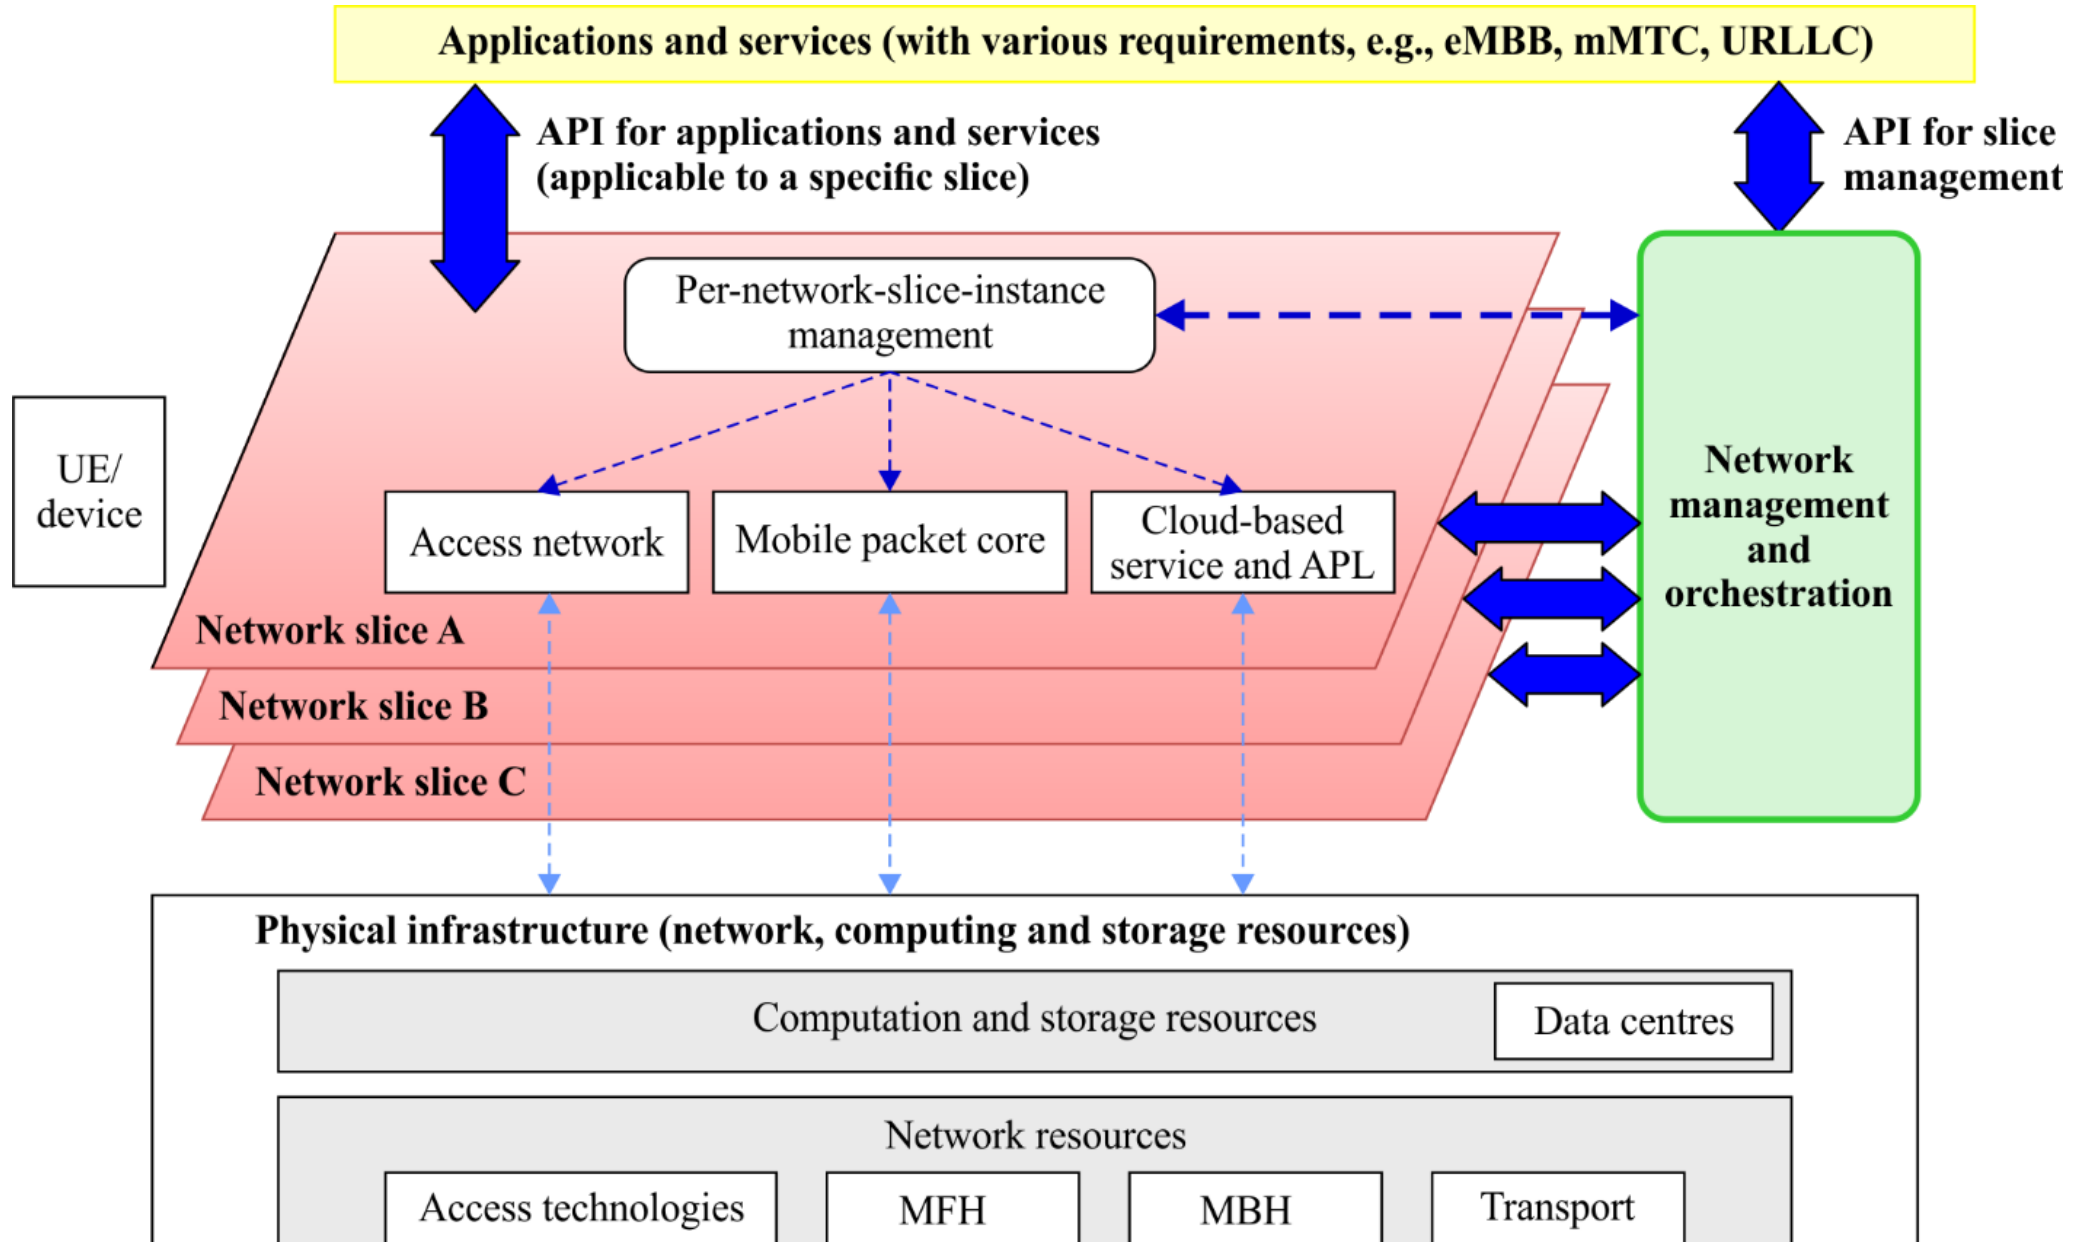 Applications and services (with various requirements, e.g., eMBB, mMTC, URLLC)
API for applications and services
(applicable to a specific slice)
API for slice
management
Per-network-slice-instance
management
UE/
device
Access network
Mobile packet core
Cloud-based
service and APL
Network
management
and
orchestration
Network slice A
Network slice B
Network slice C
Physical infrastructure (network, computing and storage resources)
Computation and storage resources
Data centres
Network resources
Access technologies
MFH
MBH
Transport